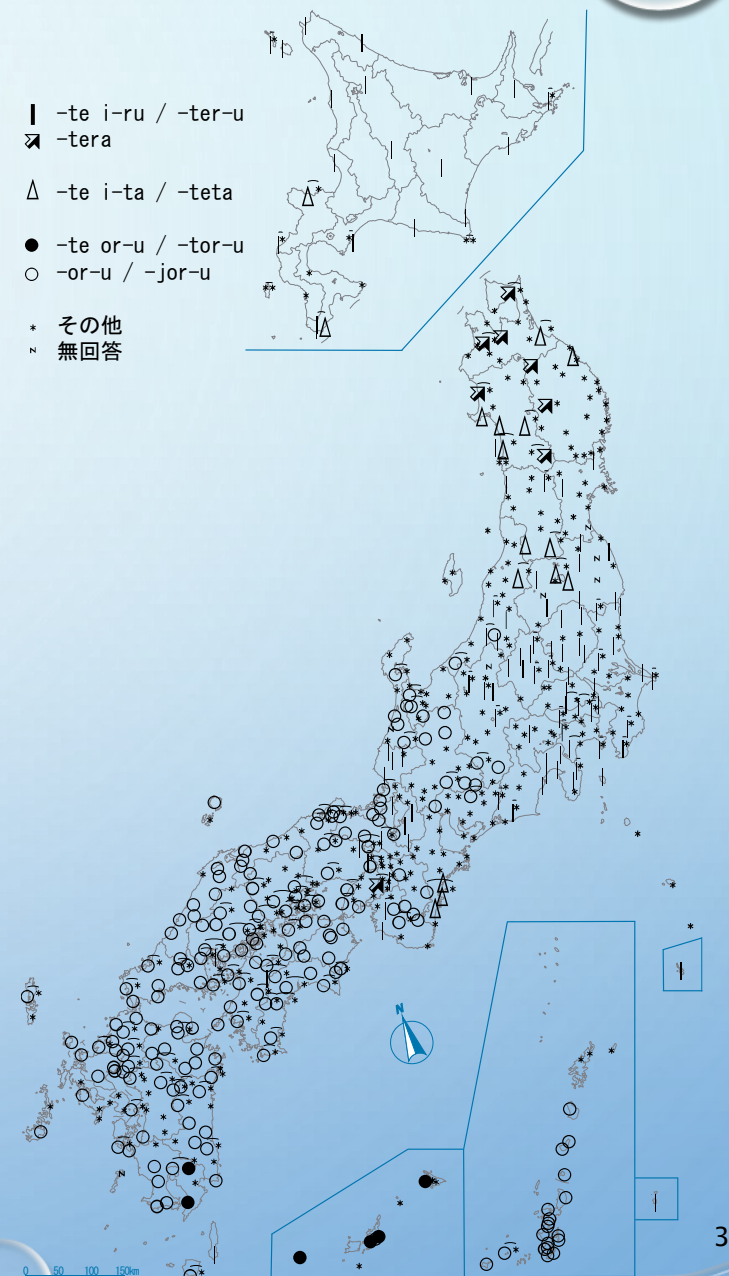 -te i-ru / -ter-u
-tera
-te i-ta / -teta
-te or-u / -tor-u
-or-u / -jor-u
その他
無回答
N
3
0 50 100 150km